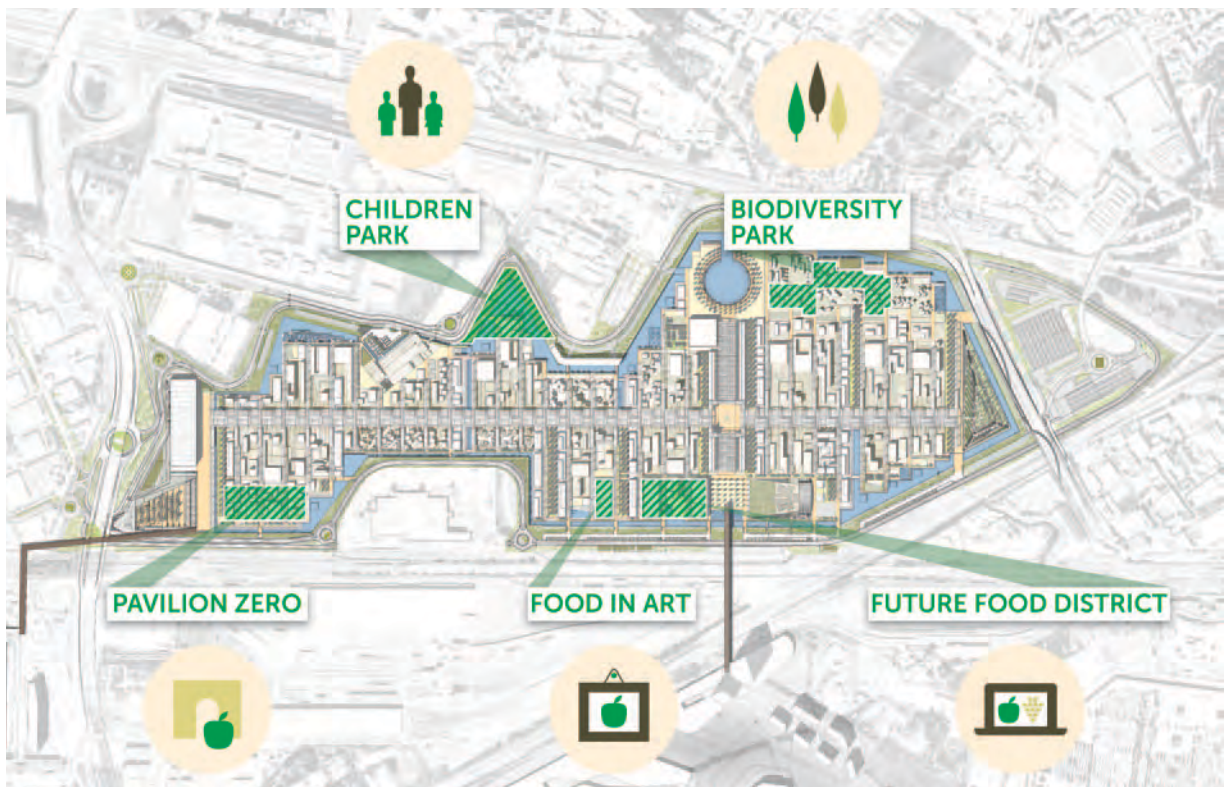 CHILDREN
PARK
BIODIVERSITY
PARK
PAVILION ZERO
FOOD IN ART
FUTURE FOOD DISTRICT